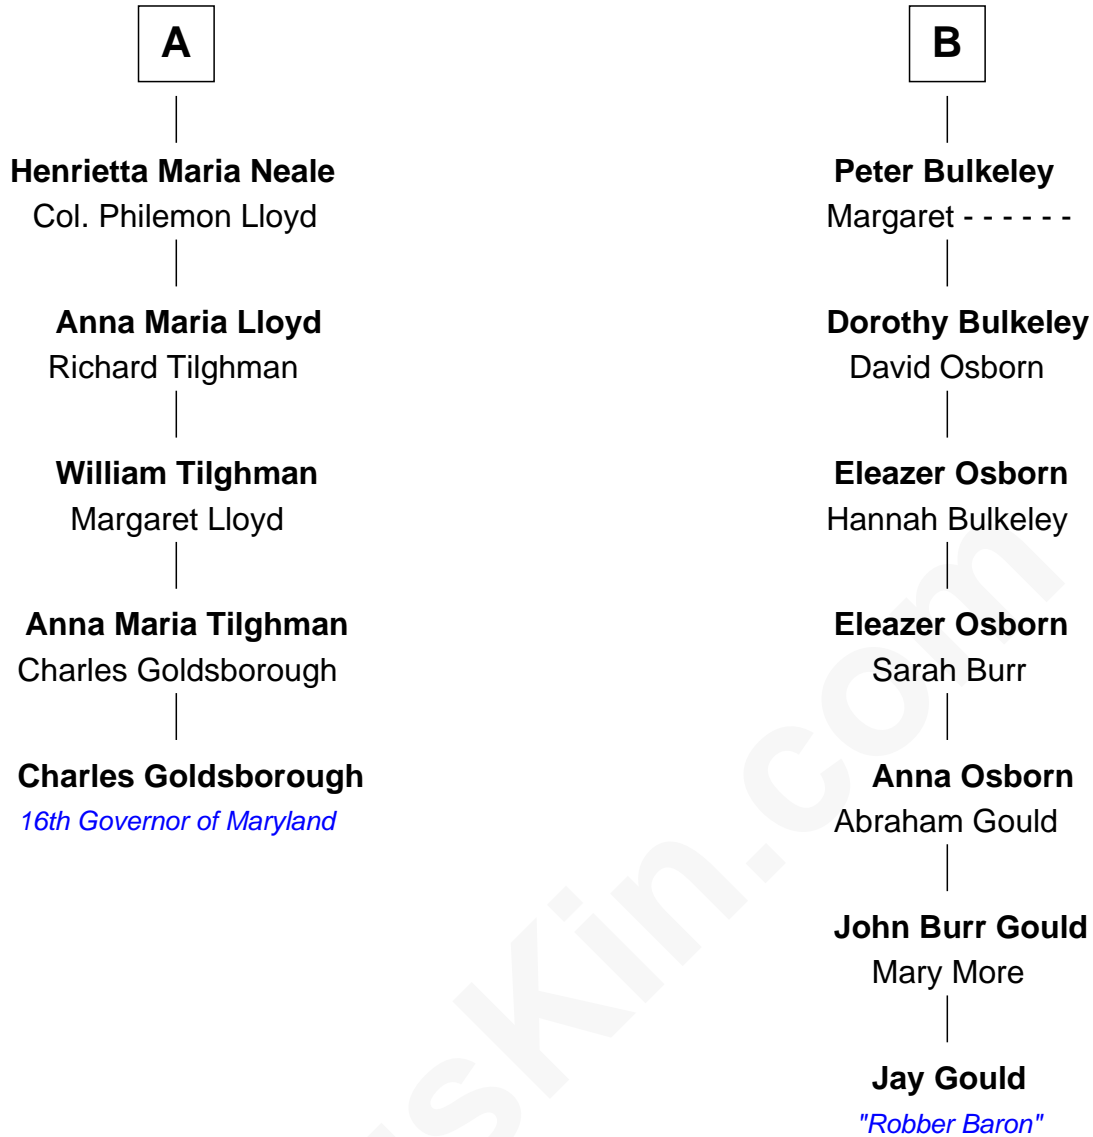 A
Henrietta Maria Neale
Col. Philemon Lloyd
Anna Maria Lloyd
Richard Tilghman
William Tilghman
Margaret Lloyd
Anna Maria Tilghman
Charles Goldsborough
Charles Goldsborough
16th Governor of Maryland
B
Peter Bulkeley
Margaret - - - - - -
Dorothy Bulkeley
David Osborn
Eleazer Osborn
Hannah Bulkeley
Eleazer Osborn
Sarah Burr
Anna Osborn
Abraham Gould
John Burr Gould
Mary More
Jay Gould
"Robber Baron"